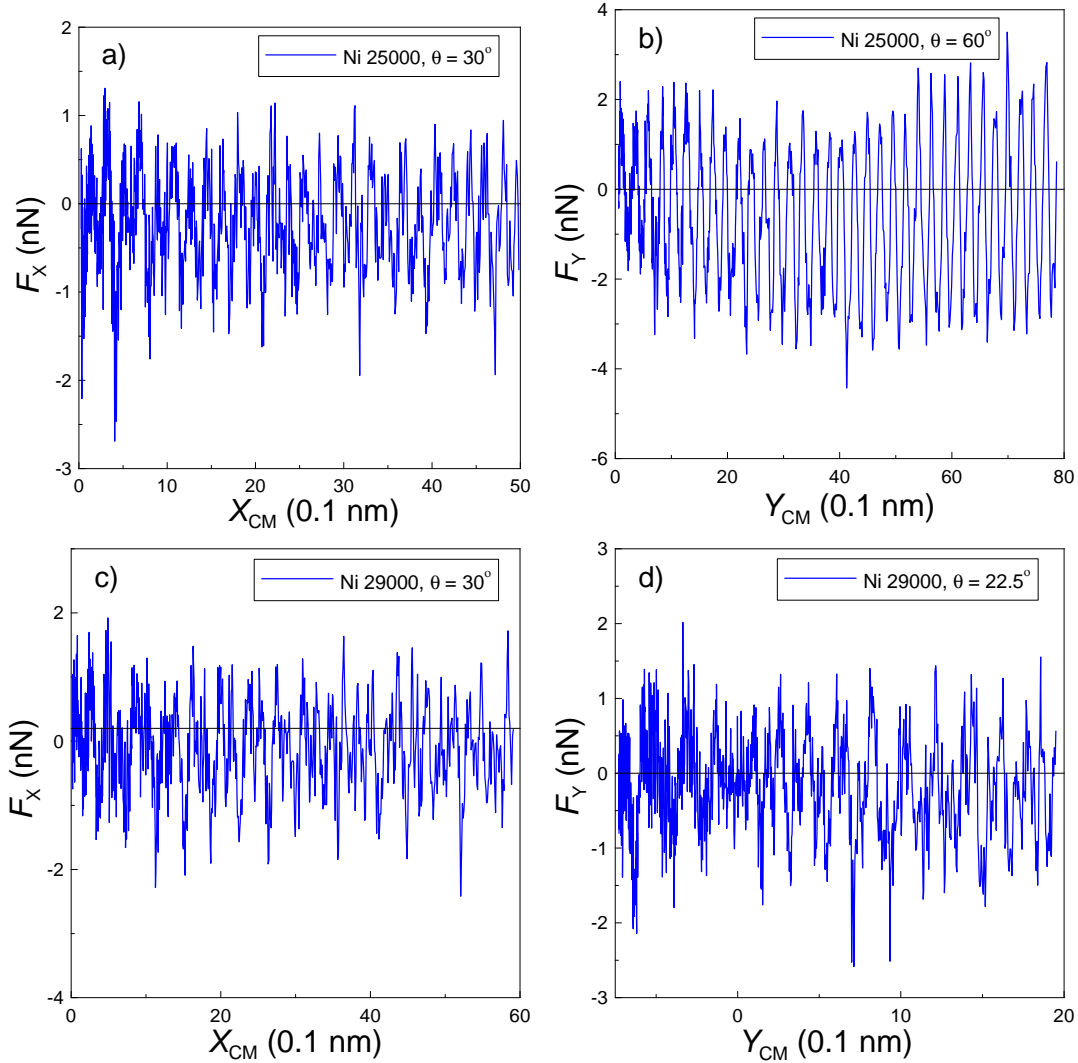 a)
Ni 25000, θ = 30°
2
1
0
-1
-2
-3
F_X (nN)
0 10 20 30 40 50
X_CM (0.1 nm)
b)
Ni 25000, θ = 60°
4
2
0
-2
-4
-6
F_Y (nN)
0 20 40 60 80
Y_CM (0.1 nm)
c)
Ni 29000, θ = 30°
2
0
-2
-4
F_X (nN)
0 20 40 60
X_CM (0.1 nm)
d)
Ni 29000, θ = 22.5°
3
2
1
0
-1
-2
-3
F_Y (nN)
0 10 20
Y_CM (0.1 nm)